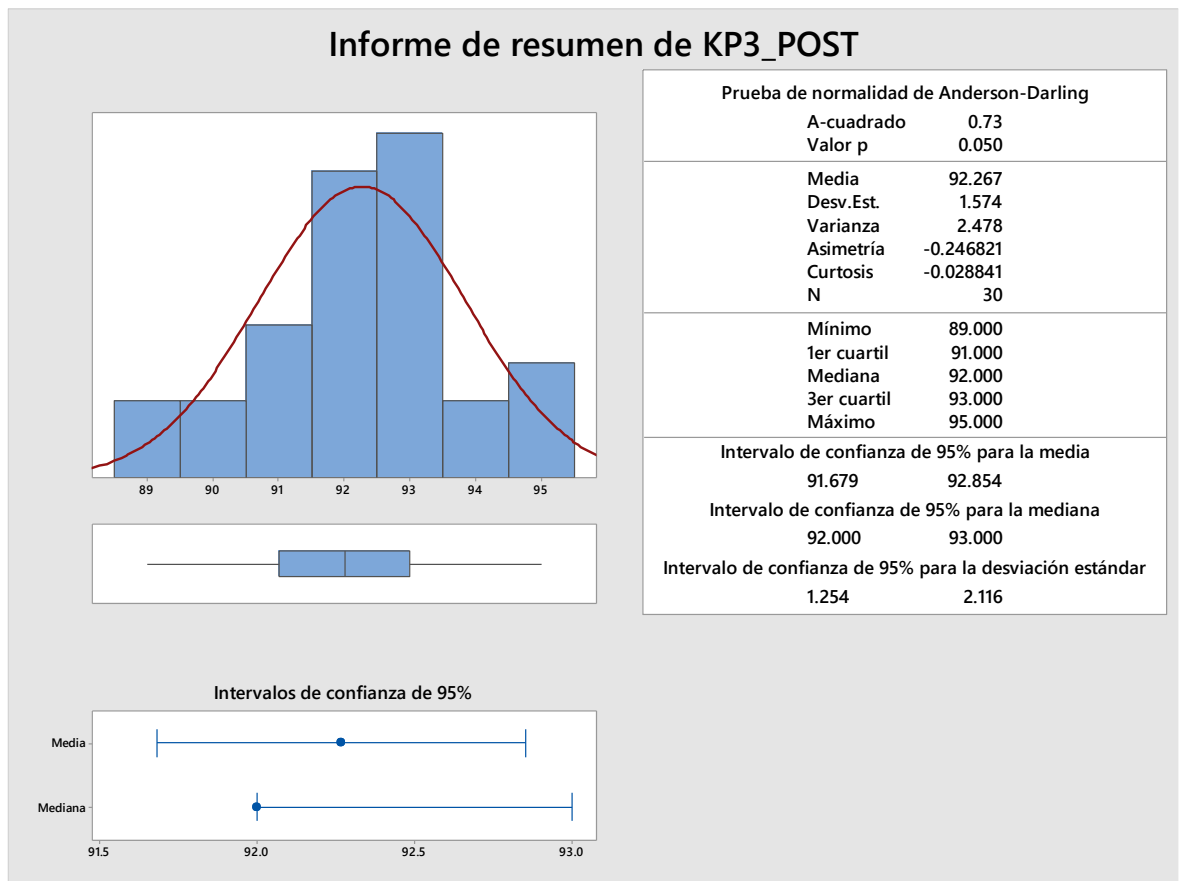 Informe de resumen de KP3_POST
89 90 91 92 93 94 95
Intervalos de confianza de 95%
Media
Mediana
91.5 92.0 92.5 93.0
Prueba de normalidad de Anderson-Darling
A-cuadrado 0.73
Valor p 0.050
Media 92.267
Desv.Est. 1.574
Varianza 2.478
Asimetría -0.246821
Curtosis -0.028841
N 30
Mínimo 89.000
1er cuartil 91.000
Mediana 92.000
3er cuartil 93.000
Máximo 95.000
Intervalo de confianza de 95% para la media
91.679 92.854
Intervalo de confianza de 95% para la mediana
92.000 93.000
Intervalo de confianza de 95% para la desviación estándar
1.254 2.116